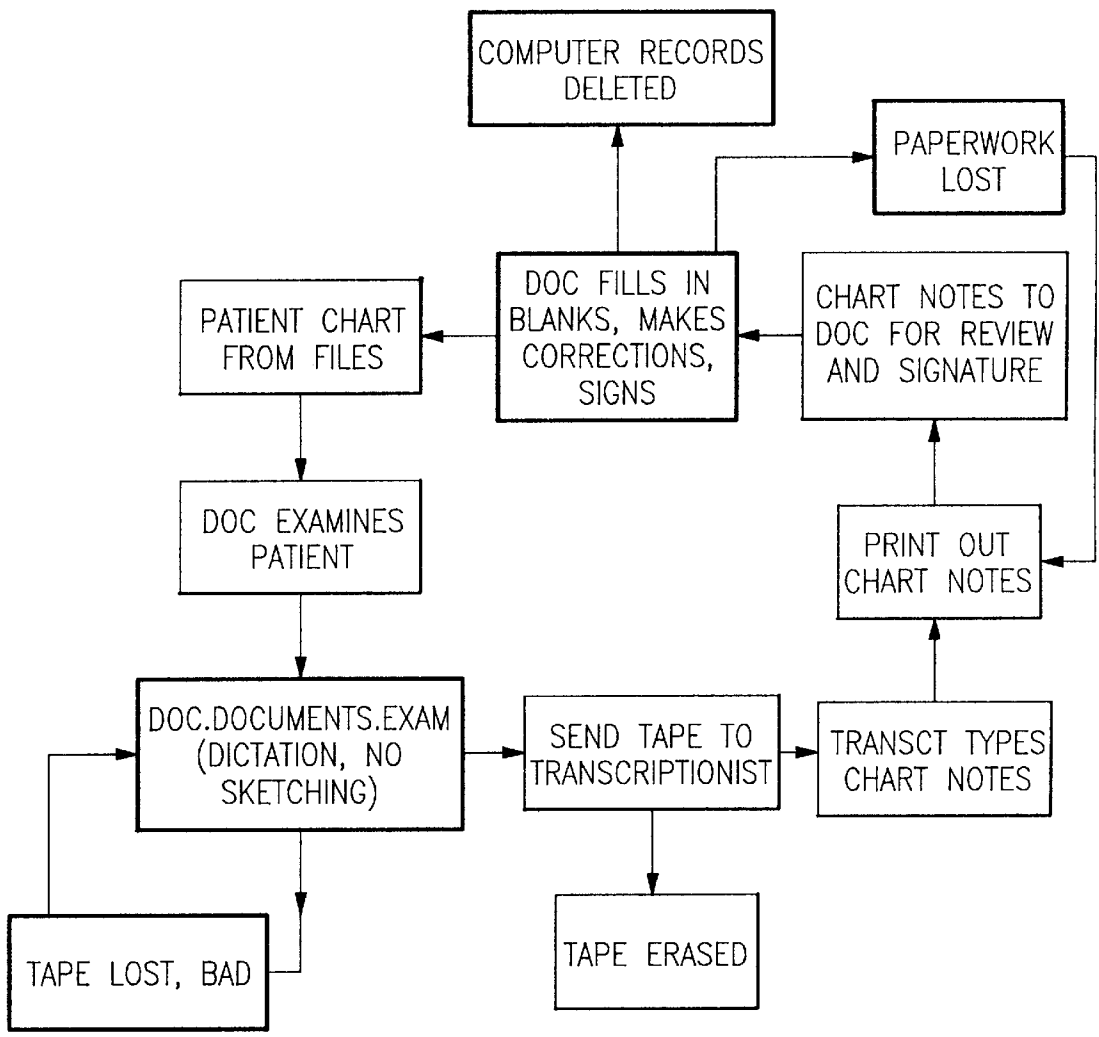 COMPUTER RECORDS
DELETED
PAPERWORK
LOST
DOC FILLS IN
BLANKS, MAKES
CORRECTIONS,
SIGNS
CHART NOTES TO
DOC FOR REVIEW
AND SIGNATURE
PATIENT CHART
FROM FILES
DOC EXAMINES
PATIENT
PRINT OUT
CHART NOTES
DOC.DOCUMENTS.EXAM
(DICTATION, NO
SKETCHING)
SEND TAPE TO
TRANSCRIPTIONIST
TRANSCT TYPES
CHART NOTES
TAPE LOST, BAD
TAPE ERASED